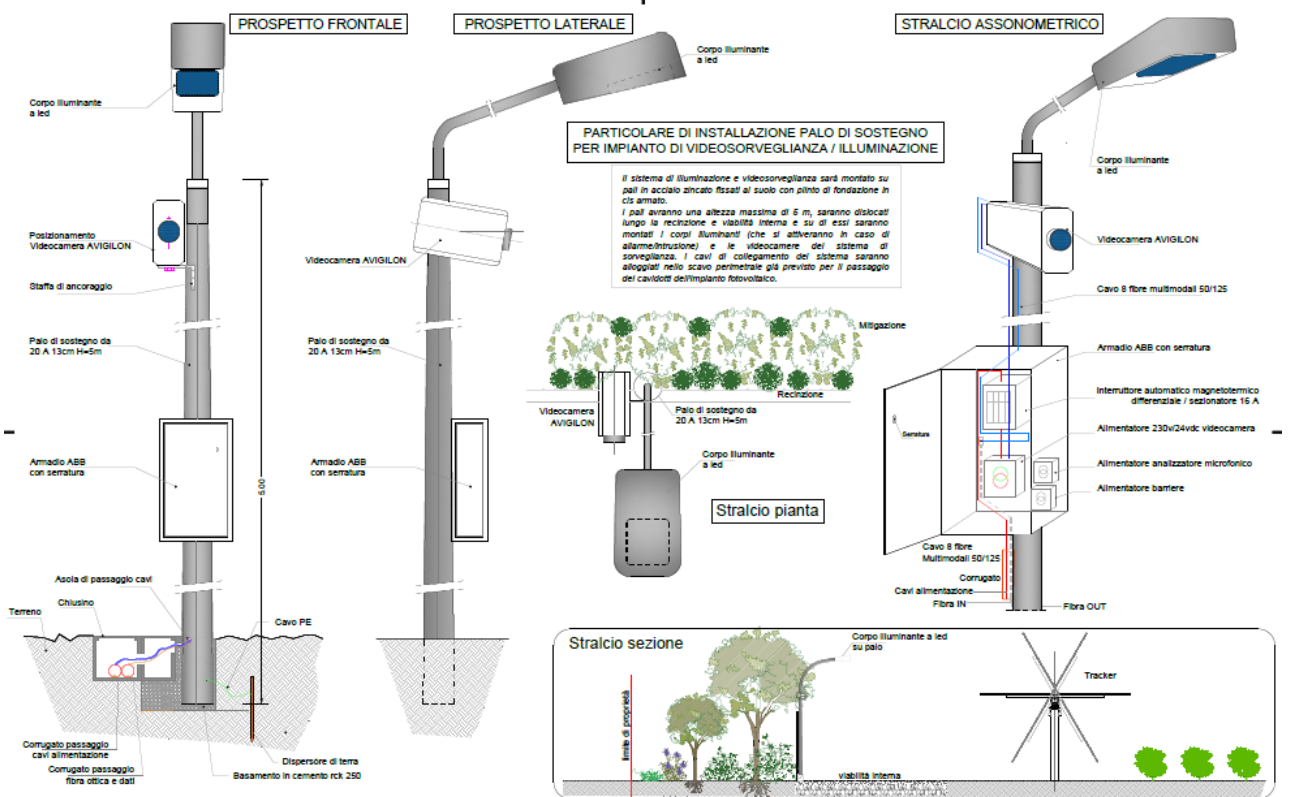 PROSPETTO FRONTALE
Corpo illuminante
a led
Posizionamento
Videocamera AVIGILON
Staffa di ancoraggio
Palo di sostegno da
20 A 13cm H=5m
Armadio ABB
con serratura
5.00
Asola di passaggio cavi
Chiusino
Terreno
Cavo PE
Corrugato passaggio
cavi alimentazione
Corrugato passaggio
fibra ottica e dati
Dispersore di terra
Basamento in cemento rck 250
PROSPETTO LATERALE
Corpo illuminante
a led
Videocamera AVIGILON
Palo di sostegno da
20 A 13cm H=5m
Armadio ABB
con serratura
PARTICOLARE DI INSTALLAZIONE PALO DI SOSTEGNO
PER IMPIANTO DI VIDEOSORVEGLIANZA / ILLUMINAZIONE
Il sistema di illuminazione e videosorveglianza sarà montato su
pali in acciaio zincato fissati al suolo con plinto di fondazione in
cls armato.
I pali avranno una altezza massima di 5 m, saranno dislocati
lungo la recinzione e viabilità interna e su di essi saranno
montati i corpi illuminanti (che si attiveranno in caso di
allarme/intrusione) e le videocamere del sistema di
sorveglianza. I cavi di collegamento del sistema saranno
alloggiati nello scavo perimetrale già previsto per il passaggio
dei cavidotti dell'impianto fotovoltaico.
Mitigazione
Recinzione
Videocamera
AVIGILON
Palo di sostegno da
20 A 13cm H=5m
Corpo illuminante
a led
Stralcio pianta
STRALCIO ASSONOMETRICO
Corpo illuminante
a led
Videocamera AVIGILON
Cavo 8 fibre multimodali 50/125
Armadio ABB con serratura
Interruttore automatico magnetotermico
differenziale / sezionatore 16 A
Serratura
Alimentatore 230v/24vdc videocamera
Alimentatore analizzatore microfonico
Alimentatore barriere
Cavo 8 fibre
Multimodali 50/125
Corrugato
Cavi alimentazione
Fibra IN
Fibra OUT
Stralcio sezione
Corpo illuminante a led
su palo
Tracker
limite di proprietà
viabilità interna